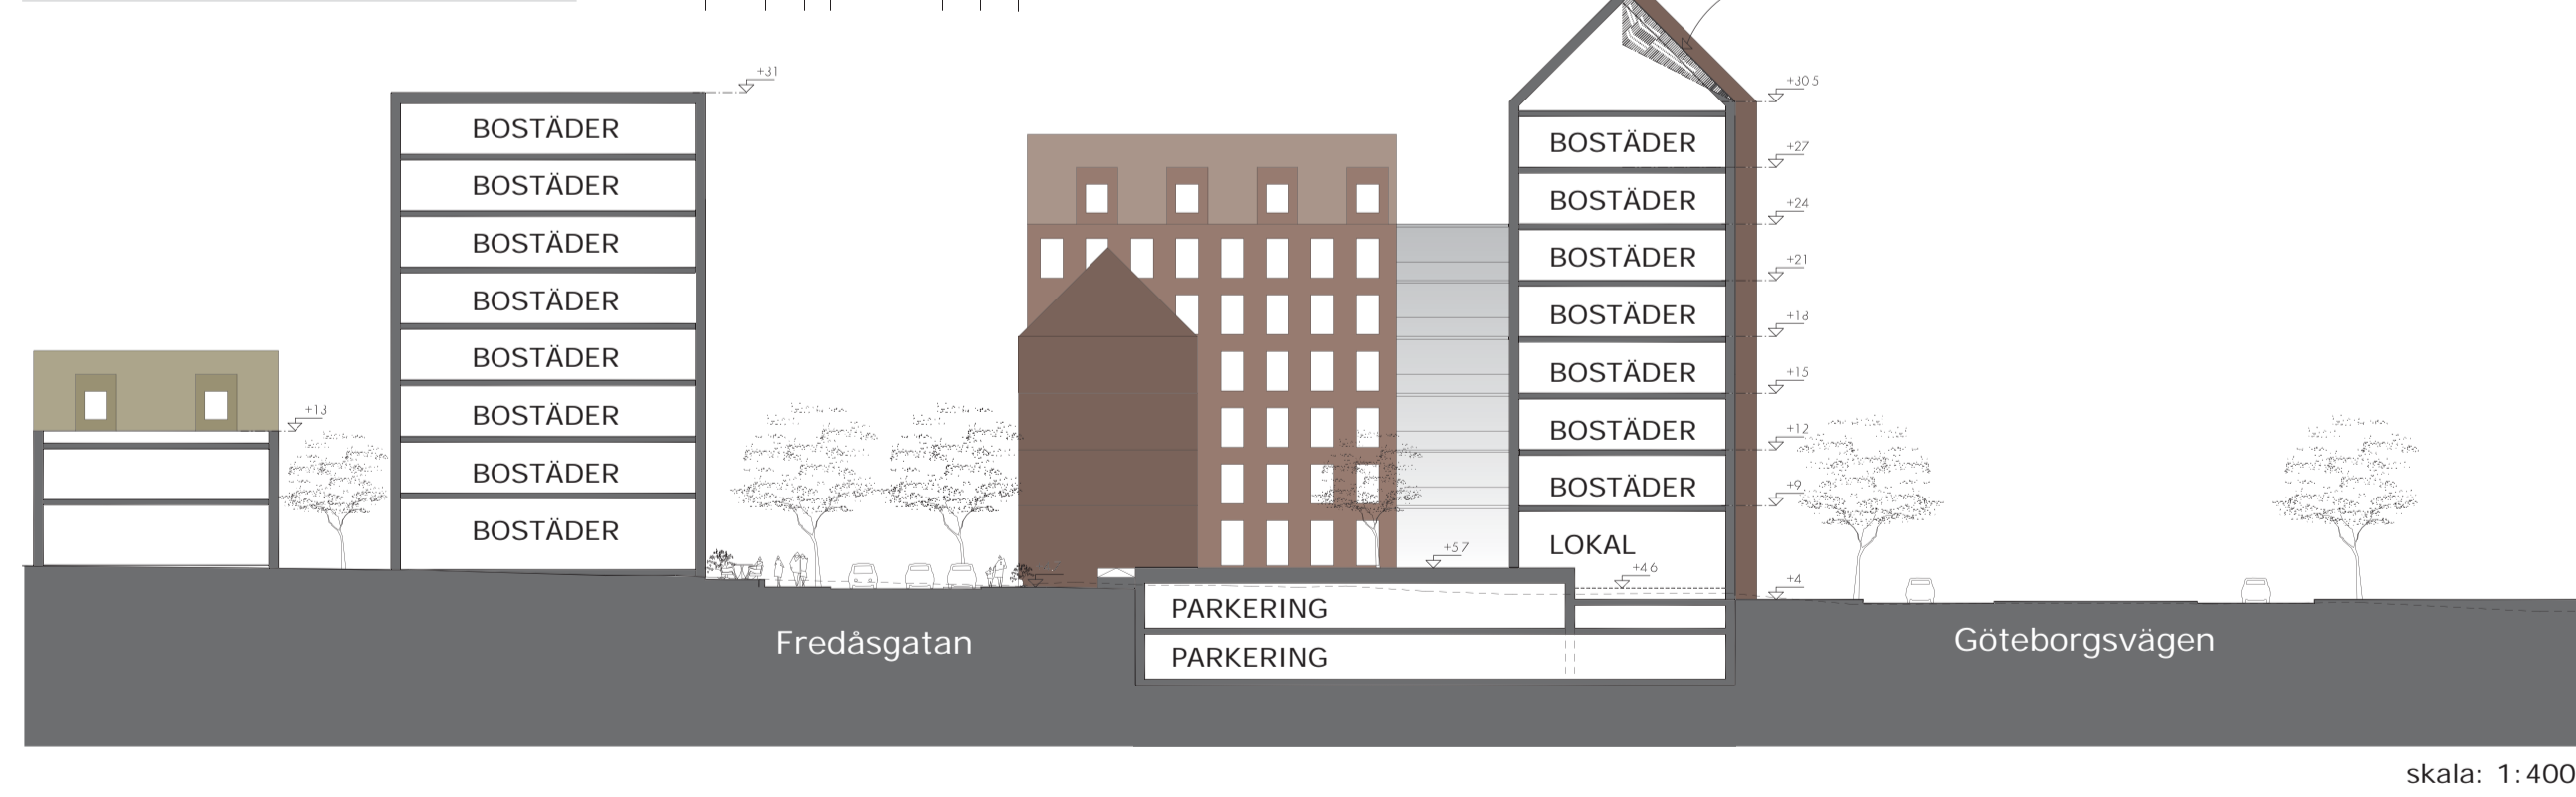 +31
+30 5
BOSTÄDER
BOSTÄDER
+27
BOSTÄDER
BOSTÄDER
+24
BOSTÄDER
BOSTÄDER
+21
BOSTÄDER
BOSTÄDER
+18
BOSTÄDER
BOSTÄDER
+15
+13
BOSTÄDER
BOSTÄDER
+12
BOSTÄDER
BOSTÄDER
+9
BOSTÄDER
LOKAL
+5 7
+4 6
+4
PARKERING
Fredåsgatan
Göteborgsvägen
PARKERING
skala: 1:400